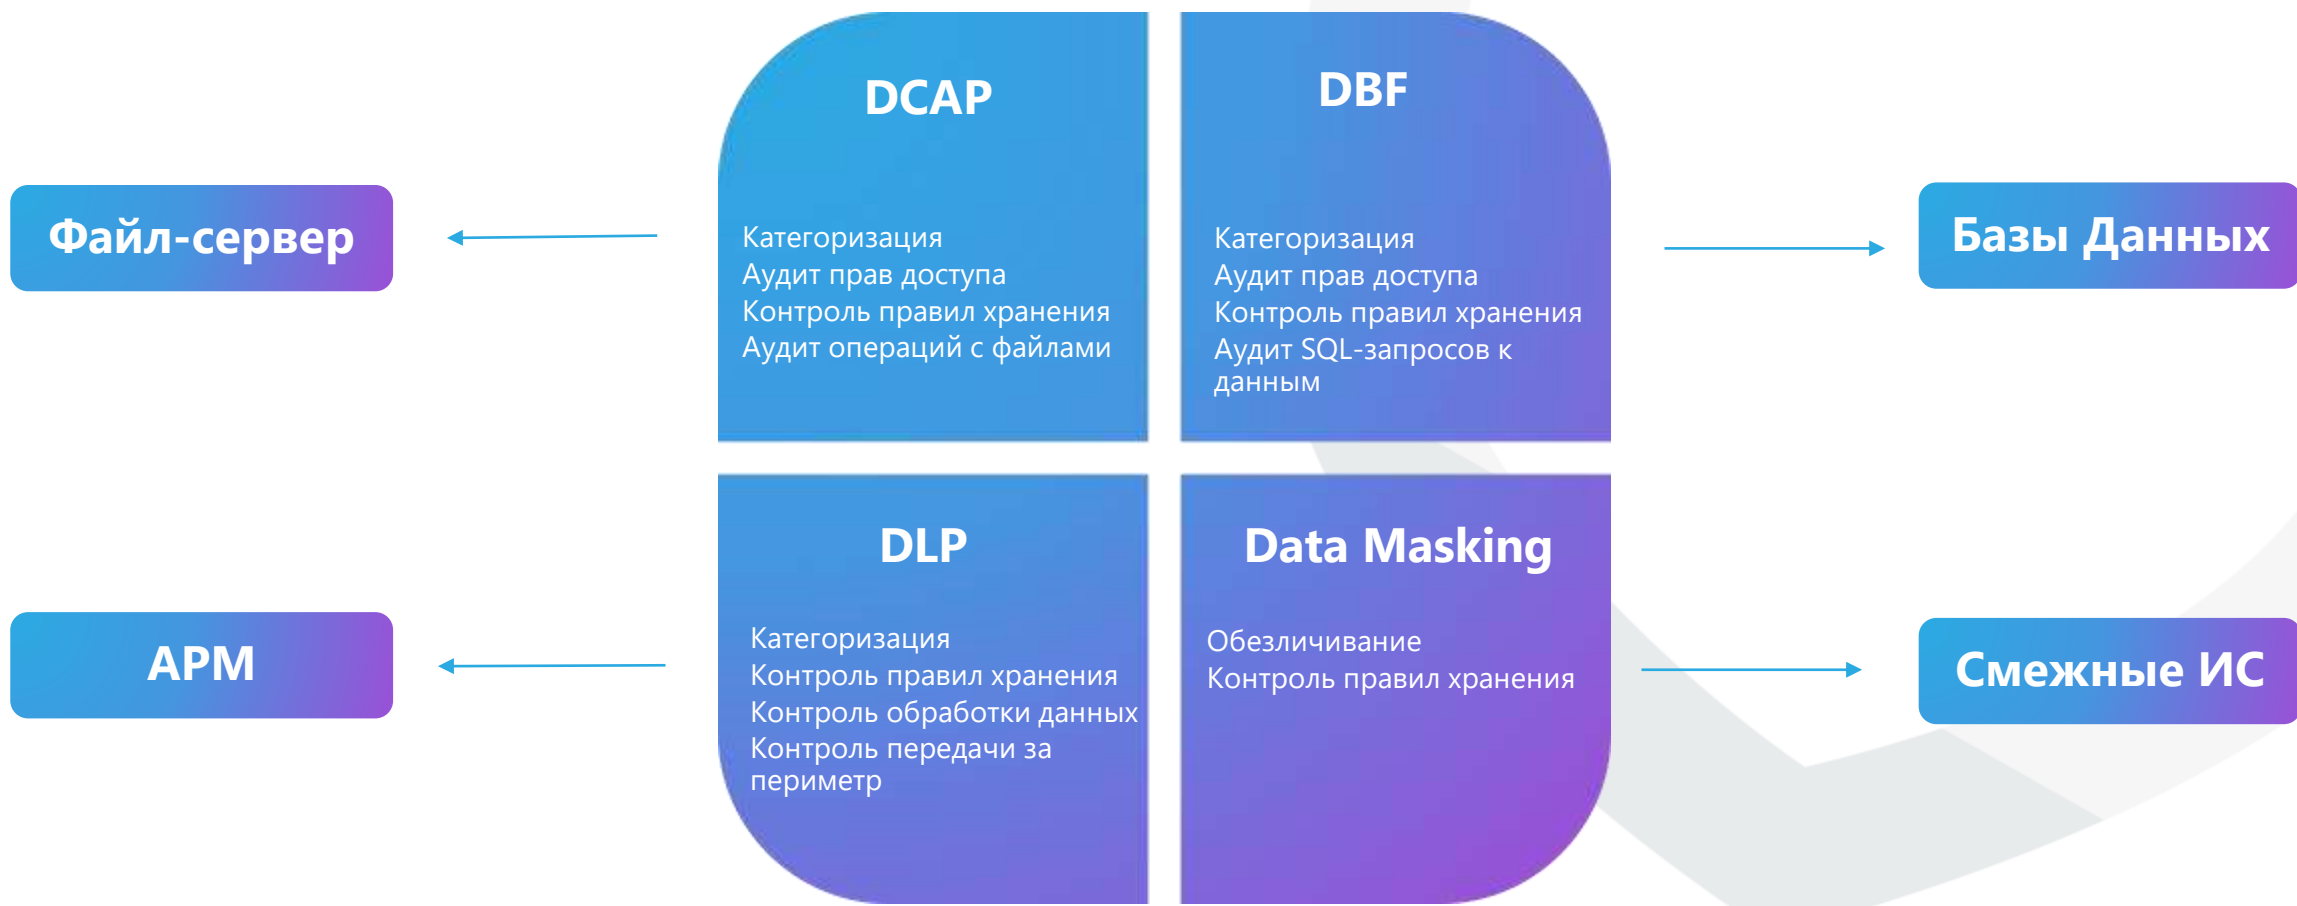 DCAP
Категоризация
Аудит прав доступа
Контроль правил хранения
Аудит операций с файлами
DBF
Категоризация
Аудит прав доступа
Контроль правил хранения
Аудит SQL-запросов к
данным
Файл-сервер
Базы Данных
DLP
Категоризация
Контроль правил хранения
Контроль обработки данных
Контроль передачи за
периметр
Data Masking
Обезличивание
Контроль правил хранения
АРМ
Смежные ИС